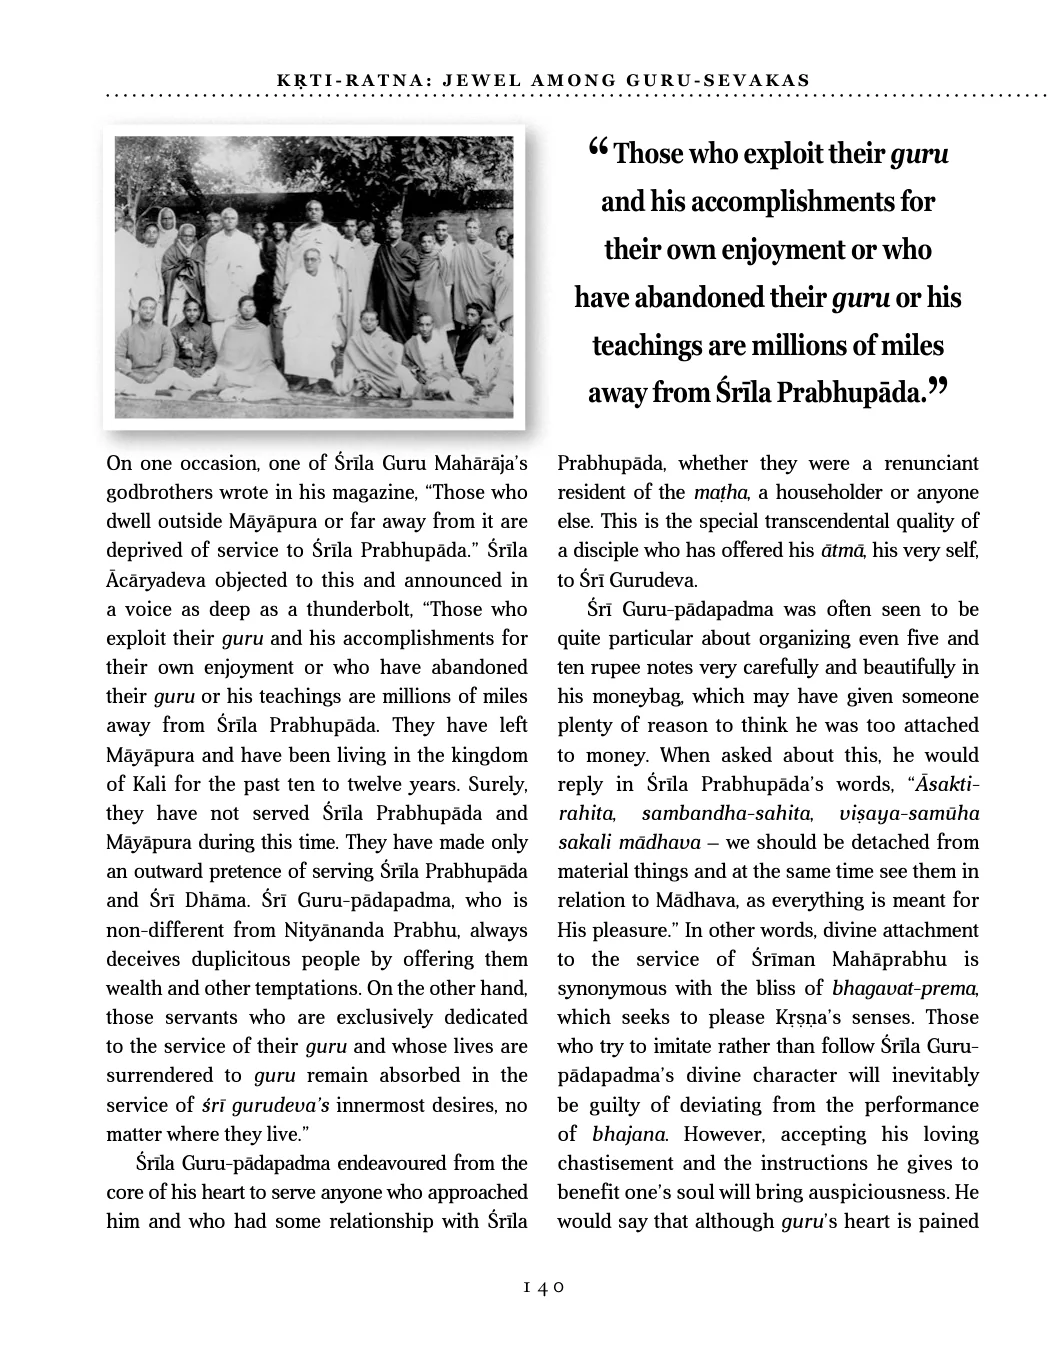 KṚTI-RATNA: JEWEL AMONG GURU-SEVAKAS
“Those who exploit their guru
and his accomplishments for
their own enjoyment or who
have abandoned their guru or his
teachings are millions of miles
away from Śrīla Prabhupāda.”
On one occasion, one of Śrīla Guru Mahārāja’s
godbrothers wrote in his magazine, “Those who
dwell outside Māyāpura or far away from it are
deprived of service to Śrīla Prabhupāda.” Śrīla
Ācāryadeva objected to this and announced in
a voice as deep as a thunderbolt, “Those who
exploit their guru and his accomplishments for
their own enjoyment or who have abandoned
their guru or his teachings are millions of miles
away from Śrīla Prabhupāda. They have left
Māyāpura and have been living in the kingdom
of Kali for the past ten to twelve years. Surely,
they have not served Śrīla Prabhupāda and
Māyāpura during this time. They have made only
an outward pretence of serving Śrīla Prabhupāda
and Śrī Dhāma. Śrī Guru-pādapadma, who is
non-different from Nityānanda Prabhu, always
deceives duplicitous people by offering them
wealth and other temptations. On the other hand,
those servants who are exclusively dedicated
to the service of their guru and whose lives are
surrendered to guru remain absorbed in the
service of śrī gurudeva’s innermost desires, no
matter where they live.”
Śrīla Guru-pādapadma endeavoured from the
core of his heart to serve anyone who approached
him and who had some relationship with Śrīla
Prabhupāda, whether they were a renunciant
resident of the maṭha, a householder or anyone
else. This is the special transcendental quality of
a disciple who has offered his ātmā, his very self,
to Śrī Gurudeva.
Śrī Guru-pādapadma was often seen to be
quite particular about organizing even five and
ten rupee notes very carefully and beautifully in
his moneybag, which may have given someone
plenty of reason to think he was too attached
to money. When asked about this, he would
reply in Śrīla Prabhupāda’s words, “Āsakti-
rahita, sambandha-sahita, viṣaya-samūha
sakali mādhava – we should be detached from
material things and at the same time see them in
relation to Mādhava, as everything is meant for
His pleasure.” In other words, divine attachment
to the service of Śrīman Mahāprabhu is
synonymous with the bliss of bhagavat-prema,
which seeks to please Kṛṣṇa’s senses. Those
who try to imitate rather than follow Śrīla Guru-
pādapadma’s divine character will inevitably
be guilty of deviating from the performance
of bhajana. However, accepting his loving
chastisement and the instructions he gives to
benefit one’s soul will bring auspiciousness. He
would say that although guru’s heart is pained
140